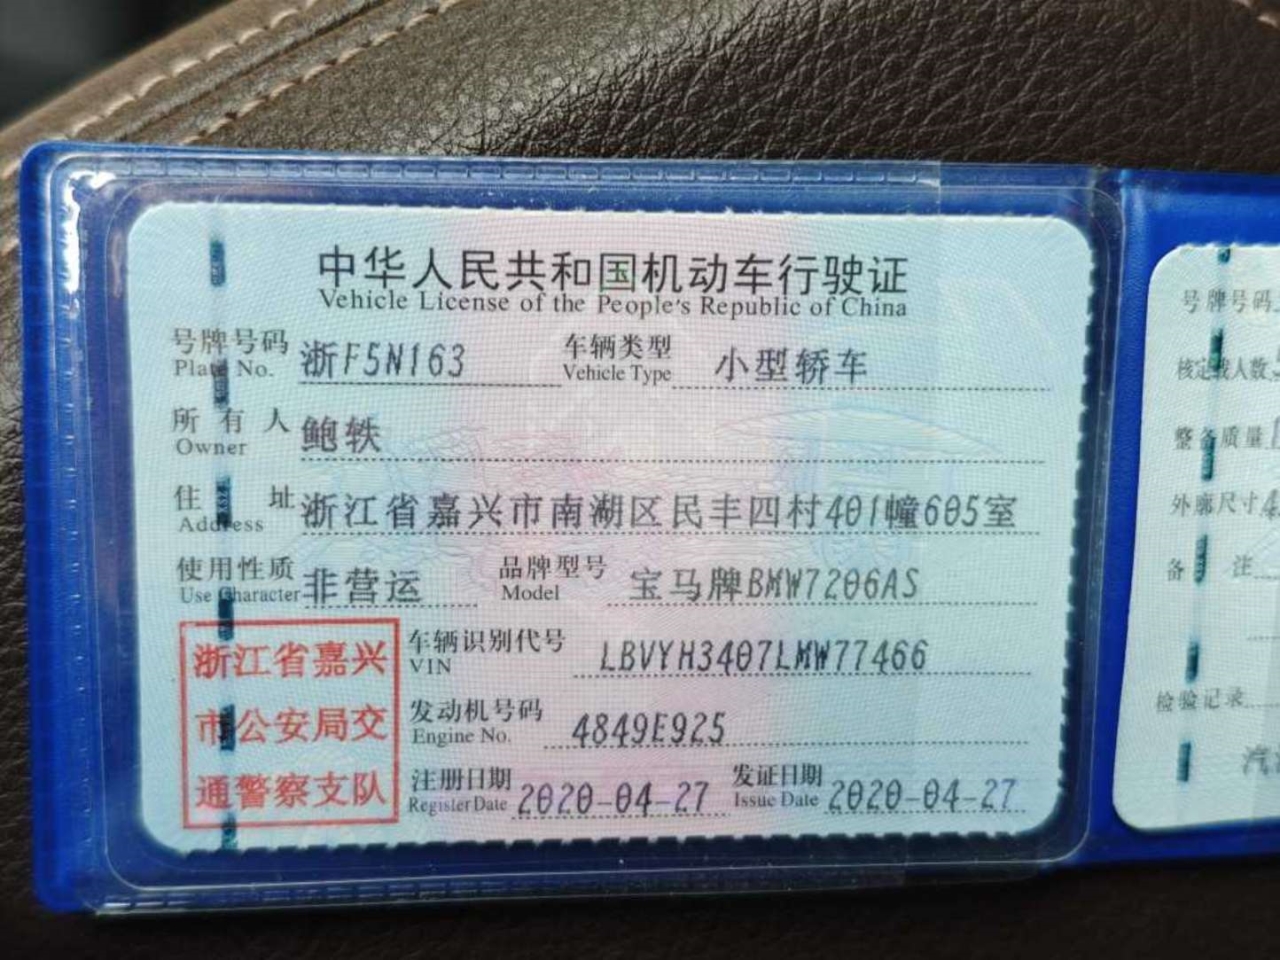 中华人民共和国机动车行驶证
Vehicle License of the People's Republic of China
号牌号码 浙F5N163 车辆类型 小型轿车
Plate No. Vehicle Type
所有人 鲍轶
Owner
住址 浙江省嘉兴市南湖区民丰四村401幢605室
Address
使用性质 非营运 品牌型号 宝马牌BMW7206AS
Use Character Model
浙江省嘉兴
市公安局交
通警察支队
车辆识别代号 LBVYH3407LMW77466
VIN
发动机号码 4849E925
Engine No.
注册日期 2020-04-27 发证日期 2020-04-27
Register Date Issue Date
号牌号码
核定载人数
整备质量
外廓尺寸
备注
检验记录